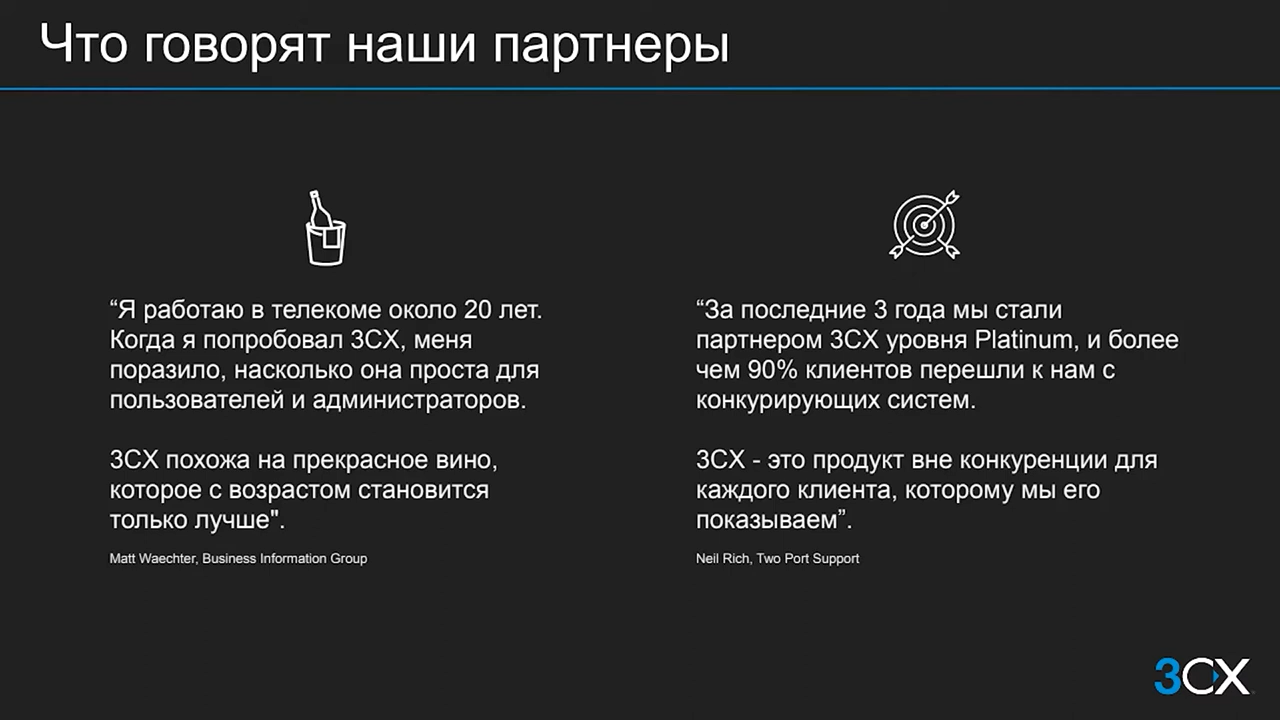 Что говорят наши партнеры
“Я работаю в телекоме около 20 лет.
Когда я попробовал 3CX, меня
поразило, насколько она проста для
пользователей и администраторов.
3CX похожа на прекрасное вино,
которое с возрастом становится
только лучше".
Matt Waechter, Business Information Group
“За последние 3 года мы стали
партнером 3CX уровня Platinum, и более
чем 90% клиентов перешли к нам с
конкурирующих систем.
3CX - это продукт вне конкуренции для
каждого клиента, которому мы его
показываем”.
Neil Rich, Two Port Support
3CX